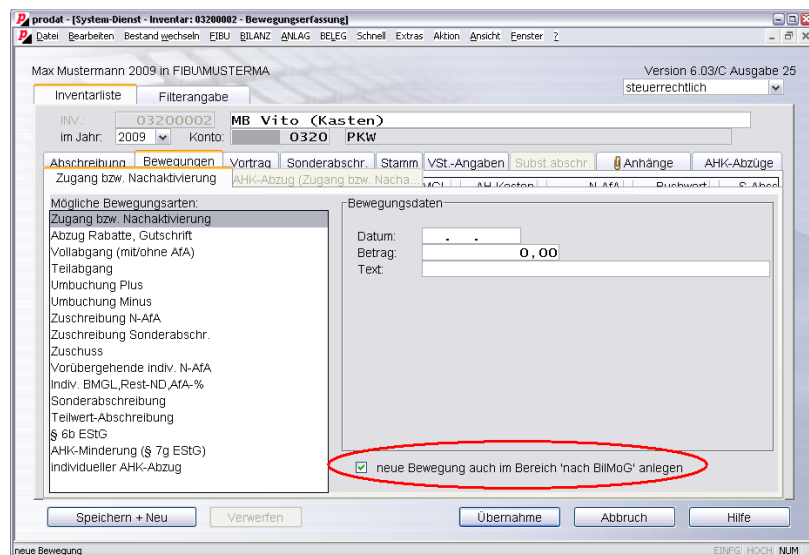 prodat - [System-Dienst - Inventar: 03200002 - Bewegungserfassung]
Datei Bearbeiten Bestand wechseln FIBU BILANZ ANLAG BELEG Schnell Extras Aktion Ansicht Fenster ?
Max Mustermann 2009 in FIBU\MUSTERMA
Version 6.03/C Ausgabe 25
Inventarliste Filterangabe
steuerrechtlich
INV.: 03200002 MB Vito (Kasten)
im Jahr: 2009 Konto: 0320 PKW
Abschreibung Bewegungen Vortrag Sonderabschr. Stamm VSt.-Angaben Subst.abschr. Anhänge AHK-Abzüge
Zugang bzw. Nachaktivierung AHK-Abzug (Zugang bzw. Nacha... AH-Kosten N-AfA Buchwert
Mögliche Bewegungsarten:
Bewegungsdaten
Zugang bzw. Nachaktivierung
Abzug Rabatte, Gutschrift
Vollabgang (mit/ohne AfA)
Teilabgang
Umbuchung Plus
Umbuchung Minus
Zuschreibung N-AfA
Zuschreibung Sonderabschr.
Zuschuss
Vorübergehende indiv. N-AfA
Indiv. BMGL,Rest-ND,AfA-%
Sonderabschreibung
Teilwert-Abschreibung
§ 6b EStG
AHK-Minderung (§ 7g EStG)
individueller AHK-Abzug
Datum: . .
Betrag: 0,00
Text:
neue Bewegung auch im Bereich 'nach BilMoG' anlegen
Speichern + Neu Verwerfen Übernahme Abbruch Hilfe
neue Bewegung EINFG HOCH NUM